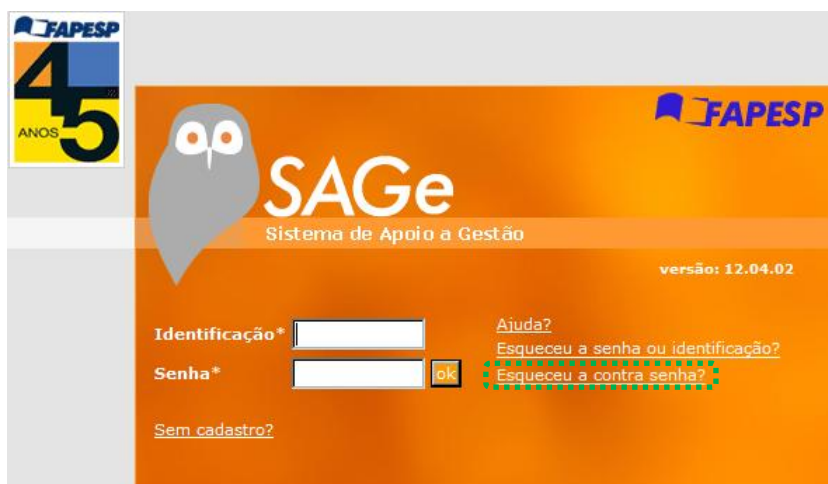 FAPESP
45
ANOS
FAPESP
SAGe
Sistema de Apoio a Gestão
versão: 12.04.02
Identificação*
Ajuda?
Esqueceu a senha ou identificação?
Senha*
ok
Esqueceu a contra senha?
Sem cadastro?